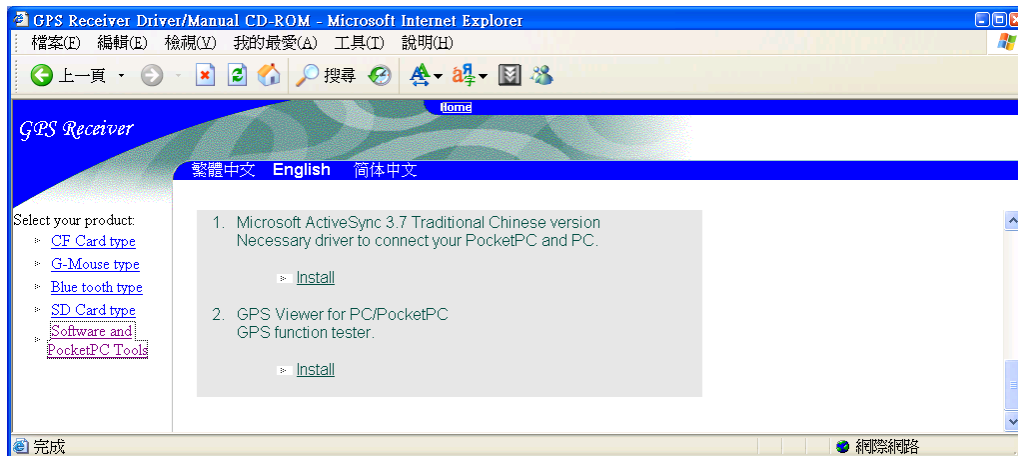 GPS Receiver Driver/Manual CD-ROM - Microsoft Internet Explorer
檔案(F) 編輯(E) 檢視(V) 我的最愛(A) 工具(T) 說明(H)
上一頁 搜尋
Home
GPS Receiver
繁體中文 English 简体中文
Select your product:
CF Card type
G-Mouse type
Blue tooth type
SD Card type
Software and
PocketPC Tools
1. Microsoft ActiveSync 3.7 Traditional Chinese version
Necessary driver to connect your PocketPC and PC.
Install
2. GPS Viewer for PC/PocketPC
GPS function tester.
Install
完成 網際網路